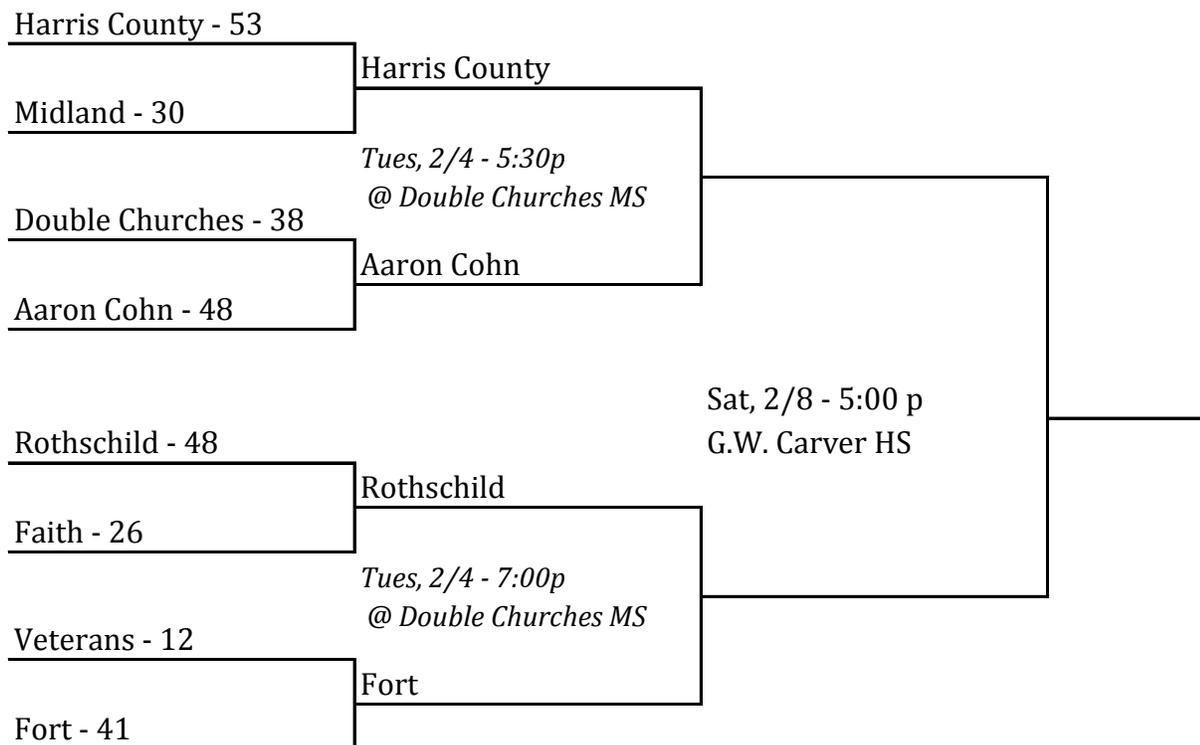 Harris County - 53
Harris County
Midland - 30
Tues, 2/4 - 5:30p
@ Double Churches MS
Double Churches - 38
Aaron Cohn
Aaron Cohn - 48
Sat, 2/8 - 5:00 p
G.W. Carver HS
Rothschild - 48
Rothschild
Faith - 26
Tues, 2/4 - 7:00p
@ Double Churches MS
Veterans - 12
Fort
Fort - 41